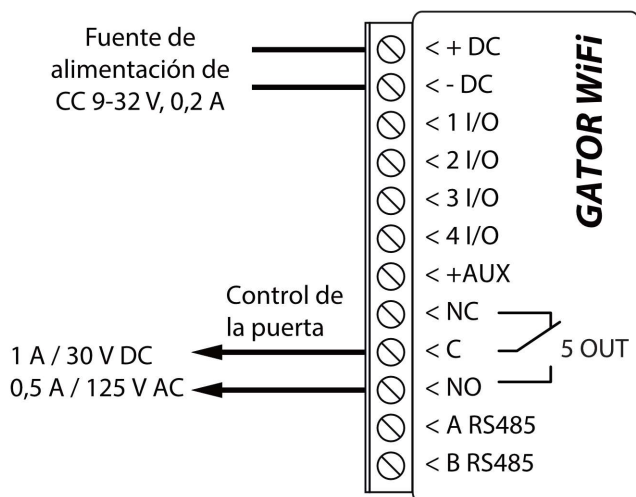 Fuente de
alimentación de
CC 9-32 V, 0,2 A
< + DC
< - DC
< 1 I/O
< 2 I/O
< 3 I/O
< 4 I/O
< +AUX
< NC
< C
< NO
< A RS485
< B RS485
5 OUT
GATOR WiFi
Control de
la puerta
1 A / 30 V DC
0,5 A / 125 V AC